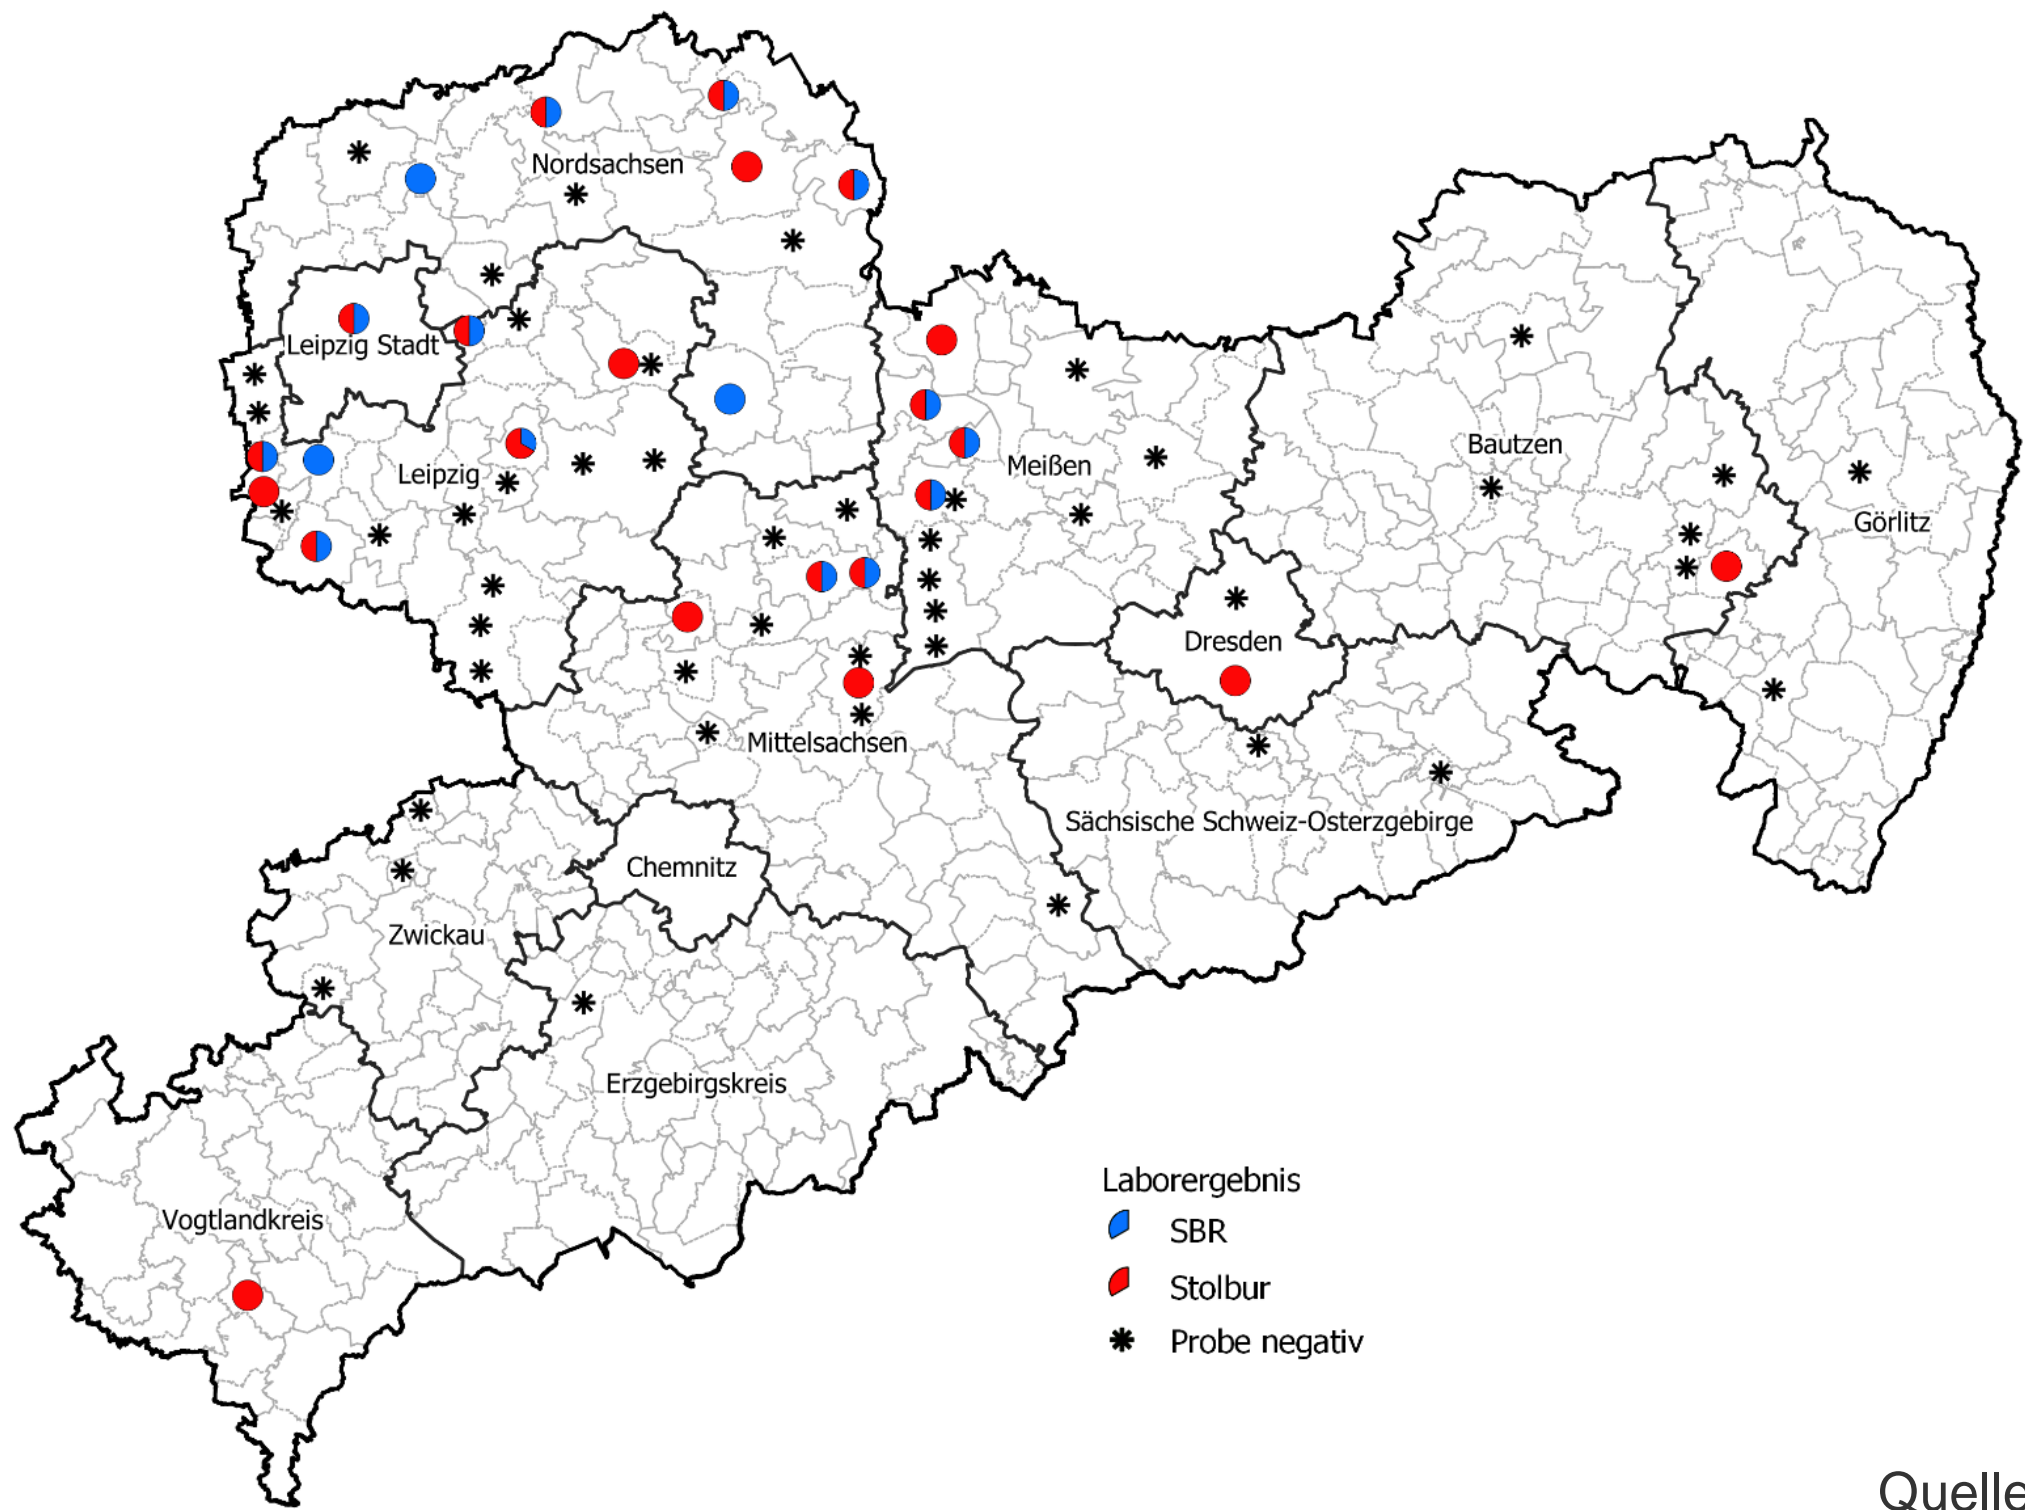 Nordsachsen
Leipzig Stadt
Leipzig
Meißen
Bautzen
Görlitz
Dresden
Mittelsachsen
Sächsische Schweiz-Osterzgebirge
Chemnitz
Zwickau
Erzgebirgskreis
Vogtlandkreis
Laborergebnis
SBR
Stolbur
Probe negativ
Quelle